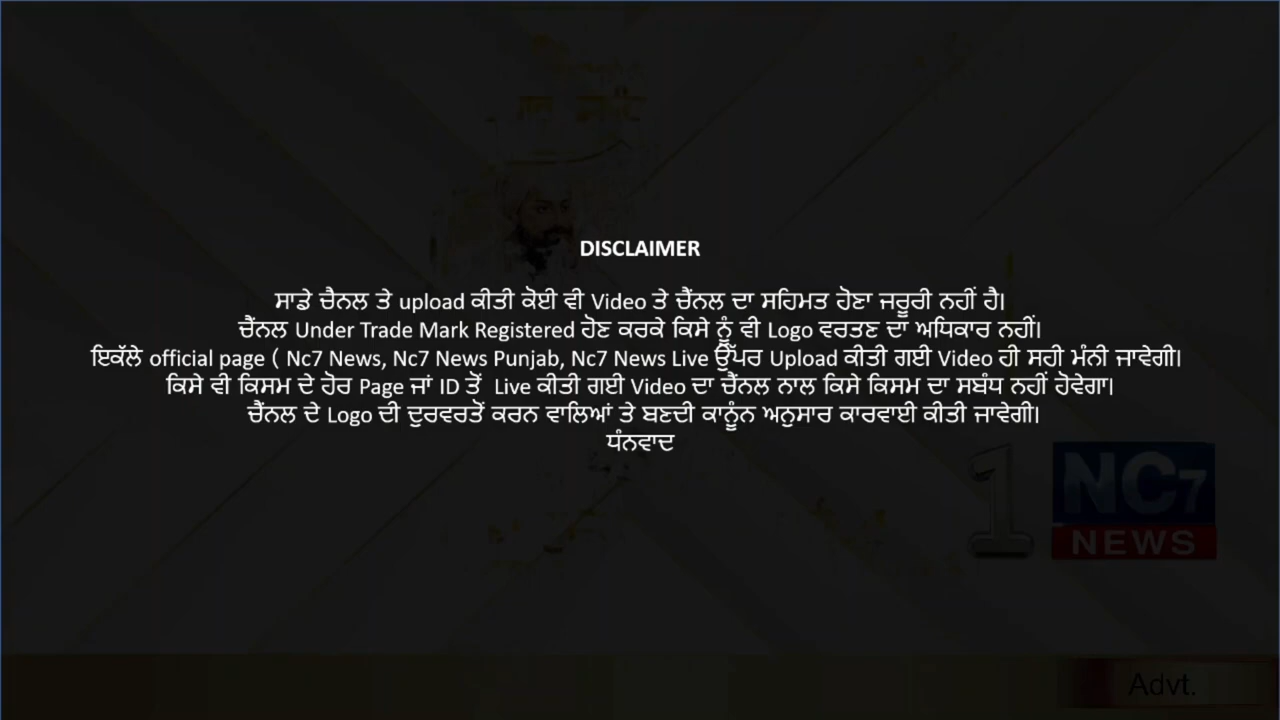 DISCLAIMER
ਸਾਡੇ ਚੈਨਲ ਤੇ upload ਕੀਤੀ ਕੋਈ ਵੀ Video ਤੇ ਚੈਂਨਲ ਦਾ ਸਹਿਮਤ ਹੋਣਾ ਜਰੂਰੀ ਨਹੀਂ ਹੈ।
ਚੈਂਨਲ Under Trade Mark Registered ਹੋਣ ਕਰਕੇ ਕਿਸੇ ਨੂੰ ਵੀ Logo ਵਰਤਣ ਦਾ ਅਧਿਕਾਰ ਨਹੀਂ।
ਇਕੱਲੇ official page ( Nc7 News, Nc7 News Punjab, Nc7 News Live ਉੱਪਰ Upload ਕੀਤੀ ਗਈ Video ਹੀ ਸਹੀ ਮੰਨੀ ਜਾਵੇਗੀ।
ਕਿਸੇ ਵੀ ਕਿਸਮ ਦੇ ਹੋਰ Page ਜਾਂ ID ਤੋਂ Live ਕੀਤੀ ਗਈ Video ਦਾ ਚੈਂਨਲ ਨਾਲ ਕਿਸੇ ਕਿਸਮ ਦਾ ਸਬੰਧ ਨਹੀਂ ਹੋਵੇਗਾ।
ਚੈਂਨਲ ਦੇ Logo ਦੀ ਦੁਰਵਰਤੋਂ ਕਰਨ ਵਾਲਿਆਂ ਤੇ ਬਣਦੀ ਕਾਨੂੰਨ ਅਨੁਸਾਰ ਕਾਰਵਾਈ ਕੀਤੀ ਜਾਵੇਗੀ।
ਧੰਨਵਾਦ
1 NC7
NEWS
Advt.